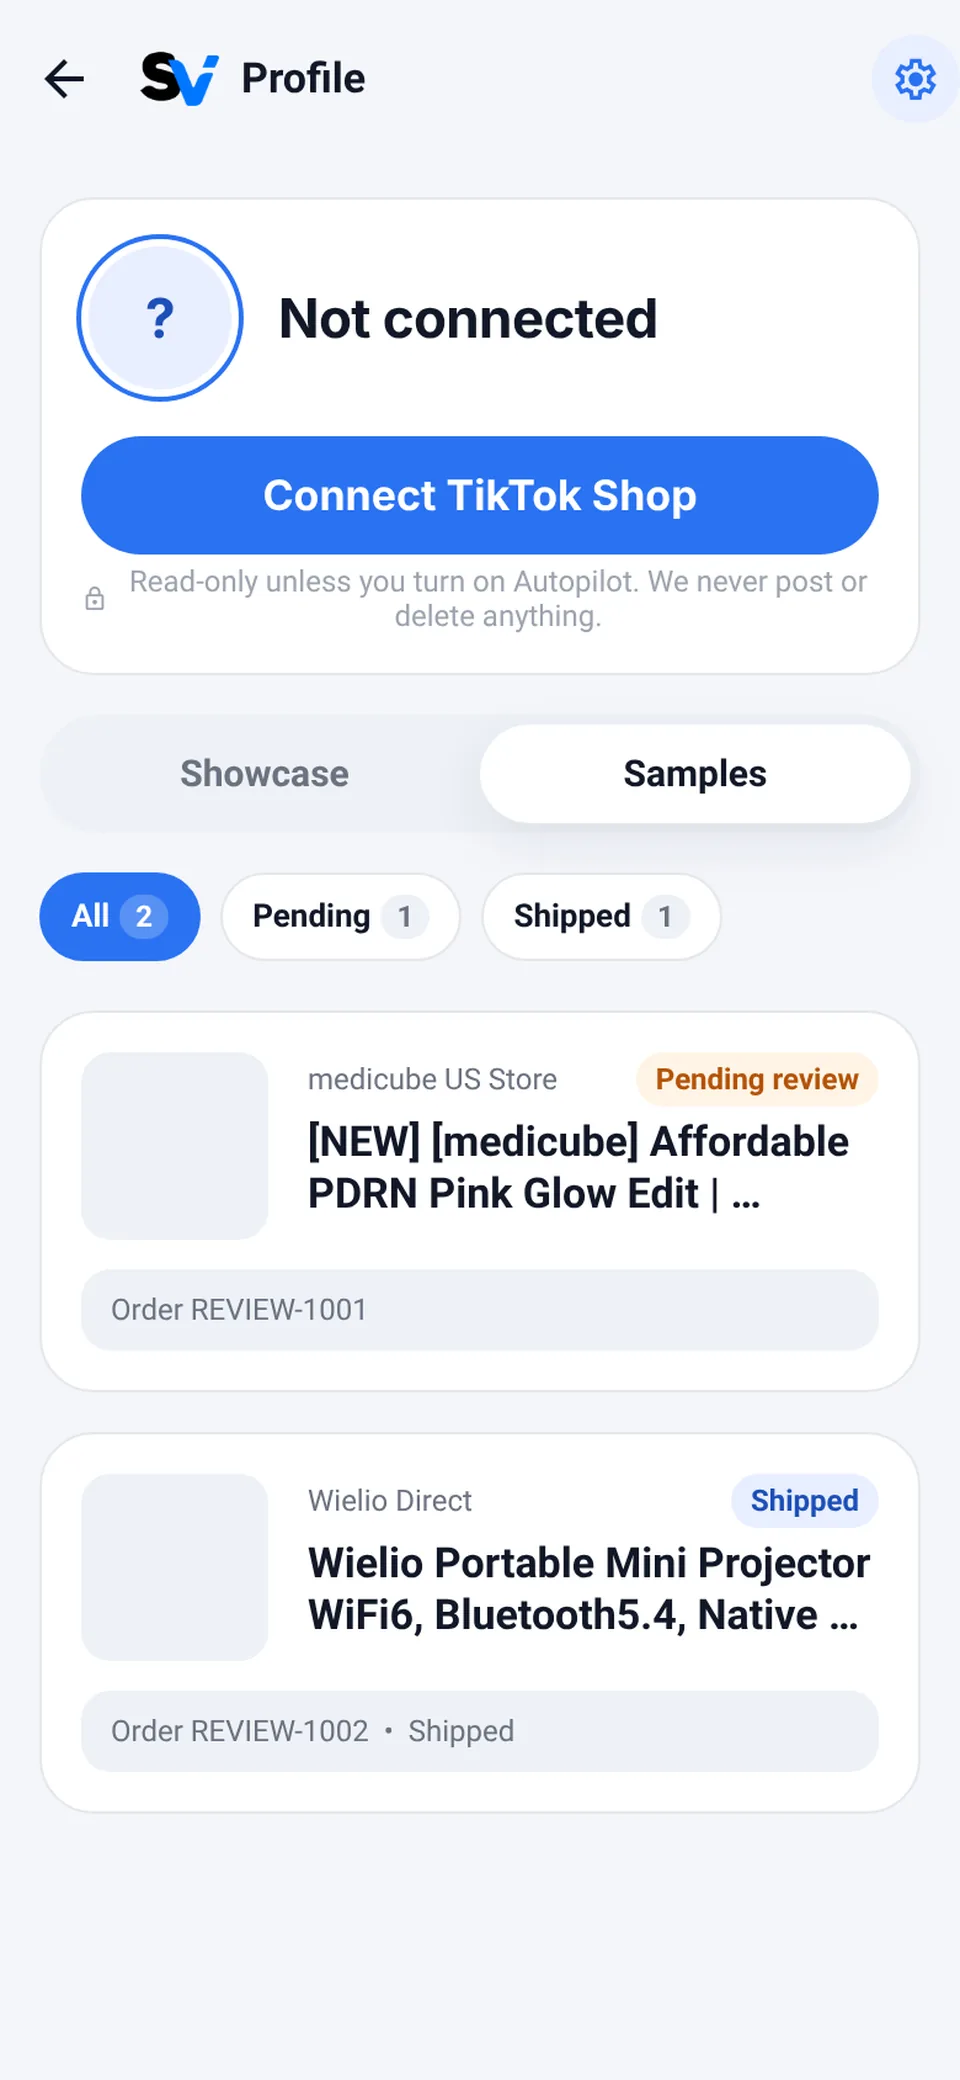 SV Profile
?
Not connected
Connect TikTok Shop
Read-only unless you turn on Autopilot. We never post or
delete anything.
Showcase Samples
All 2 Pending 1 Shipped 1
medicube US Store Pending review
[NEW] [medicube] Affordable
PDRN Pink Glow Edit | ...
Order REVIEW-1001
Wielio Direct Shipped
Wielio Portable Mini Projector
WiFi6, Bluetooth5.4, Native ...
Order REVIEW-1002 • Shipped